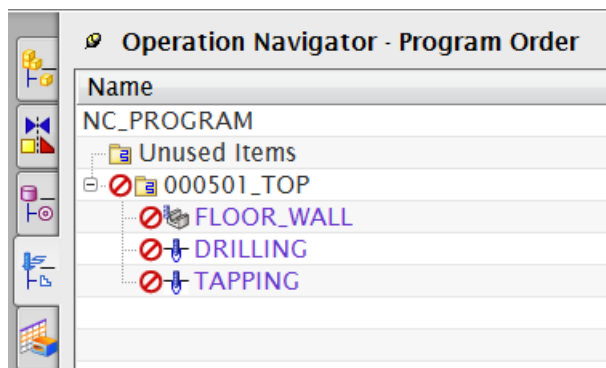 Operation Navigator - Program Order
Name
NC_PROGRAM
Unused Items
000501_TOP
FLOOR_WALL
DRILLING
TAPPING